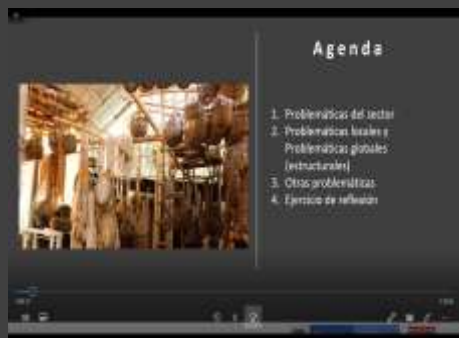 Agenda
1. Problemáticas del sector
2. Problemáticas locales y
Problemáticas globales
(estructurales)
3. Otras problemáticas
4. Ejercicio de reflexión